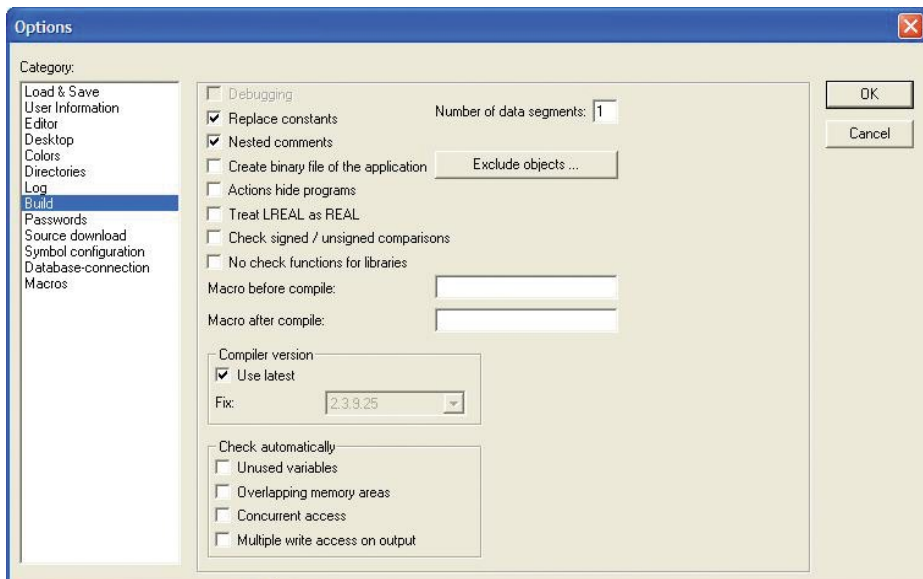 Options
Category:
Load & Save
User Information
Editor
Desktop
Colors
Directories
Log
Build
Passwords
Source download
Symbol configuration
Database-connection
Macros
Debugging
Replace constants
Number of data segments: 1
Nested comments
Create binary file of the application
Exclude objects ...
Actions hide programs
Treat LREAL as REAL
Check signed / unsigned comparisons
No check functions for libraries
Macro before compile:
Macro after compile:
Compiler version
Use latest
Fix: 2.3.9.25
Check automatically
Unused variables
Overlapping memory areas
Concurrent access
Multiple write access on output
OK
Cancel